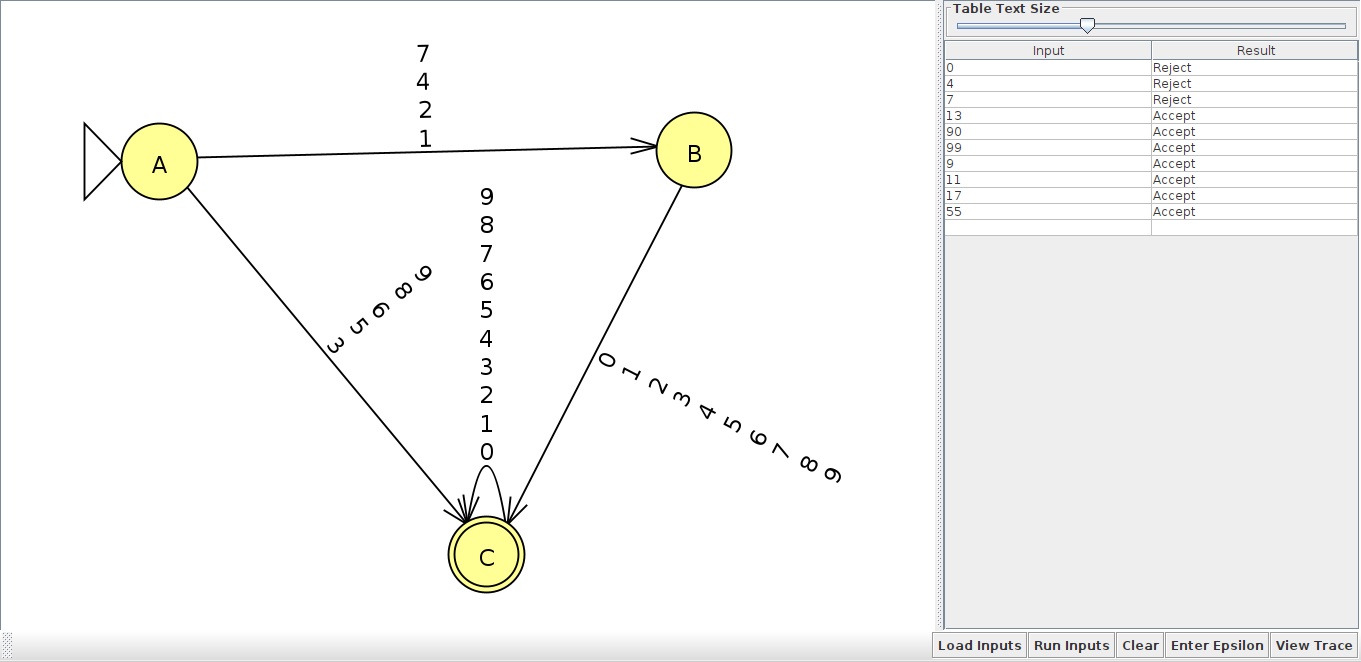 Table Text Size
Input Result
0 Reject
4 Reject
7 Reject
13 Accept
90 Accept
99 Accept
9 Accept
11 Accept
17 Accept
55 Accept
7
4
2
1
A
B
9
8
7
6
5
4
3
2
1
0
3 5 6 8 9
0 1 2 3 4 5 6 7 8 9
C
Load Inputs Run Inputs Clear Enter Epsilon View Trace